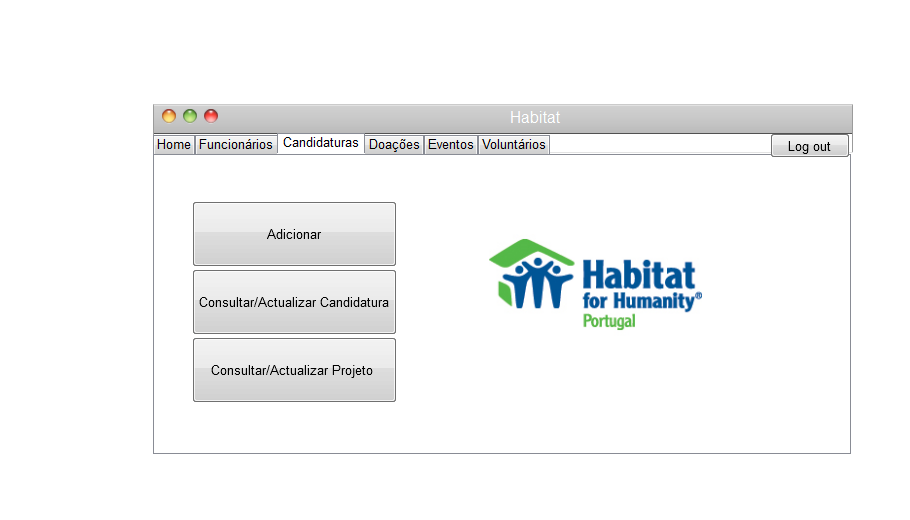 Habitat
Home Funcionários Candidaturas Doações Eventos Voluntários Log out
Adicionar
Consultar/Actualizar Candidatura
Consultar/Actualizar Projeto
Habitat
for Humanity®
Portugal